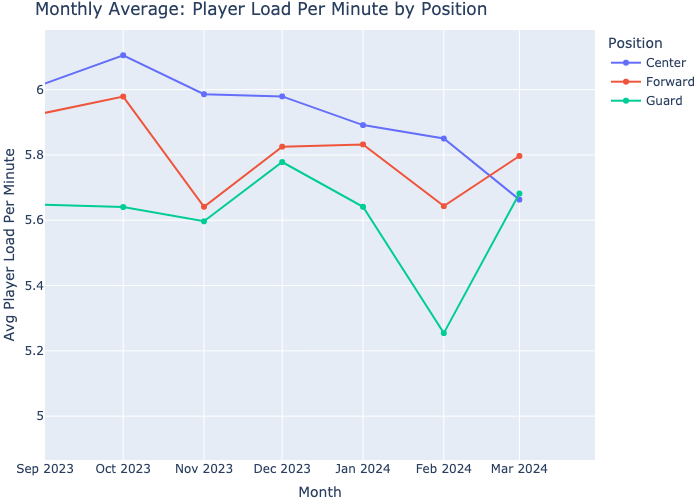 Monthly Average: Player Load Per Minute by Position
Position
Center
Forward
Guard
Avg Player Load Per Minute
6
5.8
5.6
5.4
5.2
5
Sep 2023 Oct 2023 Nov 2023 Dec 2023 Jan 2024 Feb 2024 Mar 2024
Month